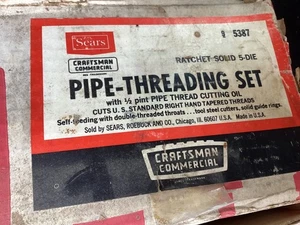 Sears
9 5387
CRAFTSMAN
COMMERCIAL
RATCHET-SOLID 5-DIE
PIPE-THREADING SET
with ½ pint PIPE THREAD CUTTING OIL
CUTS U. S. STANDARD RIGHT HAND TAPERED THREADS
Self-feeding with double-threaded throats . . . tool steel cutters, solid guide rings.
Sold by SEARS, ROEBUCK AND CO., Chicago, Ill. 60607 U.S.A. Made in U.S.A.
CRAFTSMAN
COMMERCIAL